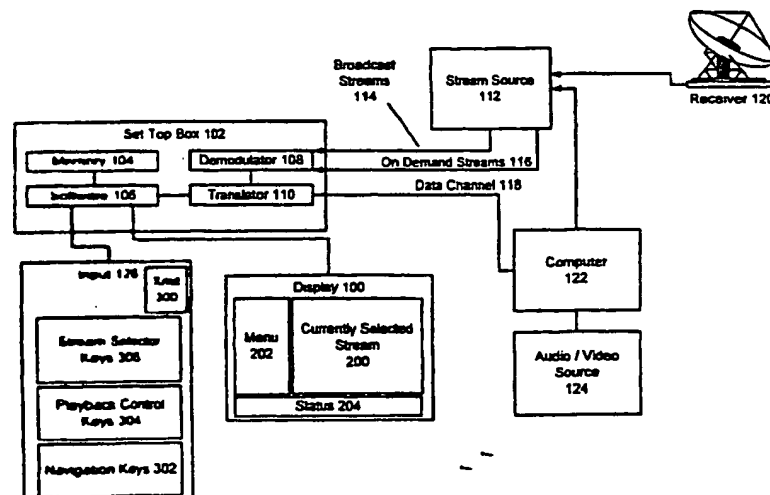 Broadcast
Streams
114
Stream Source
112
Receiver 120
Set Top Box 102
Memory 104
Demodulator 108
On Demand Streams 116
Software 106
Translator 110
Data Channel 118
Computer
122
Input 126
300
Display 100
Stream Selector
Keys 306
Menu
202
Currently Selected
Stream
200
Audio / Video
Source
124
Playback Control
Keys 304
Status 204
Navigation Keys 302